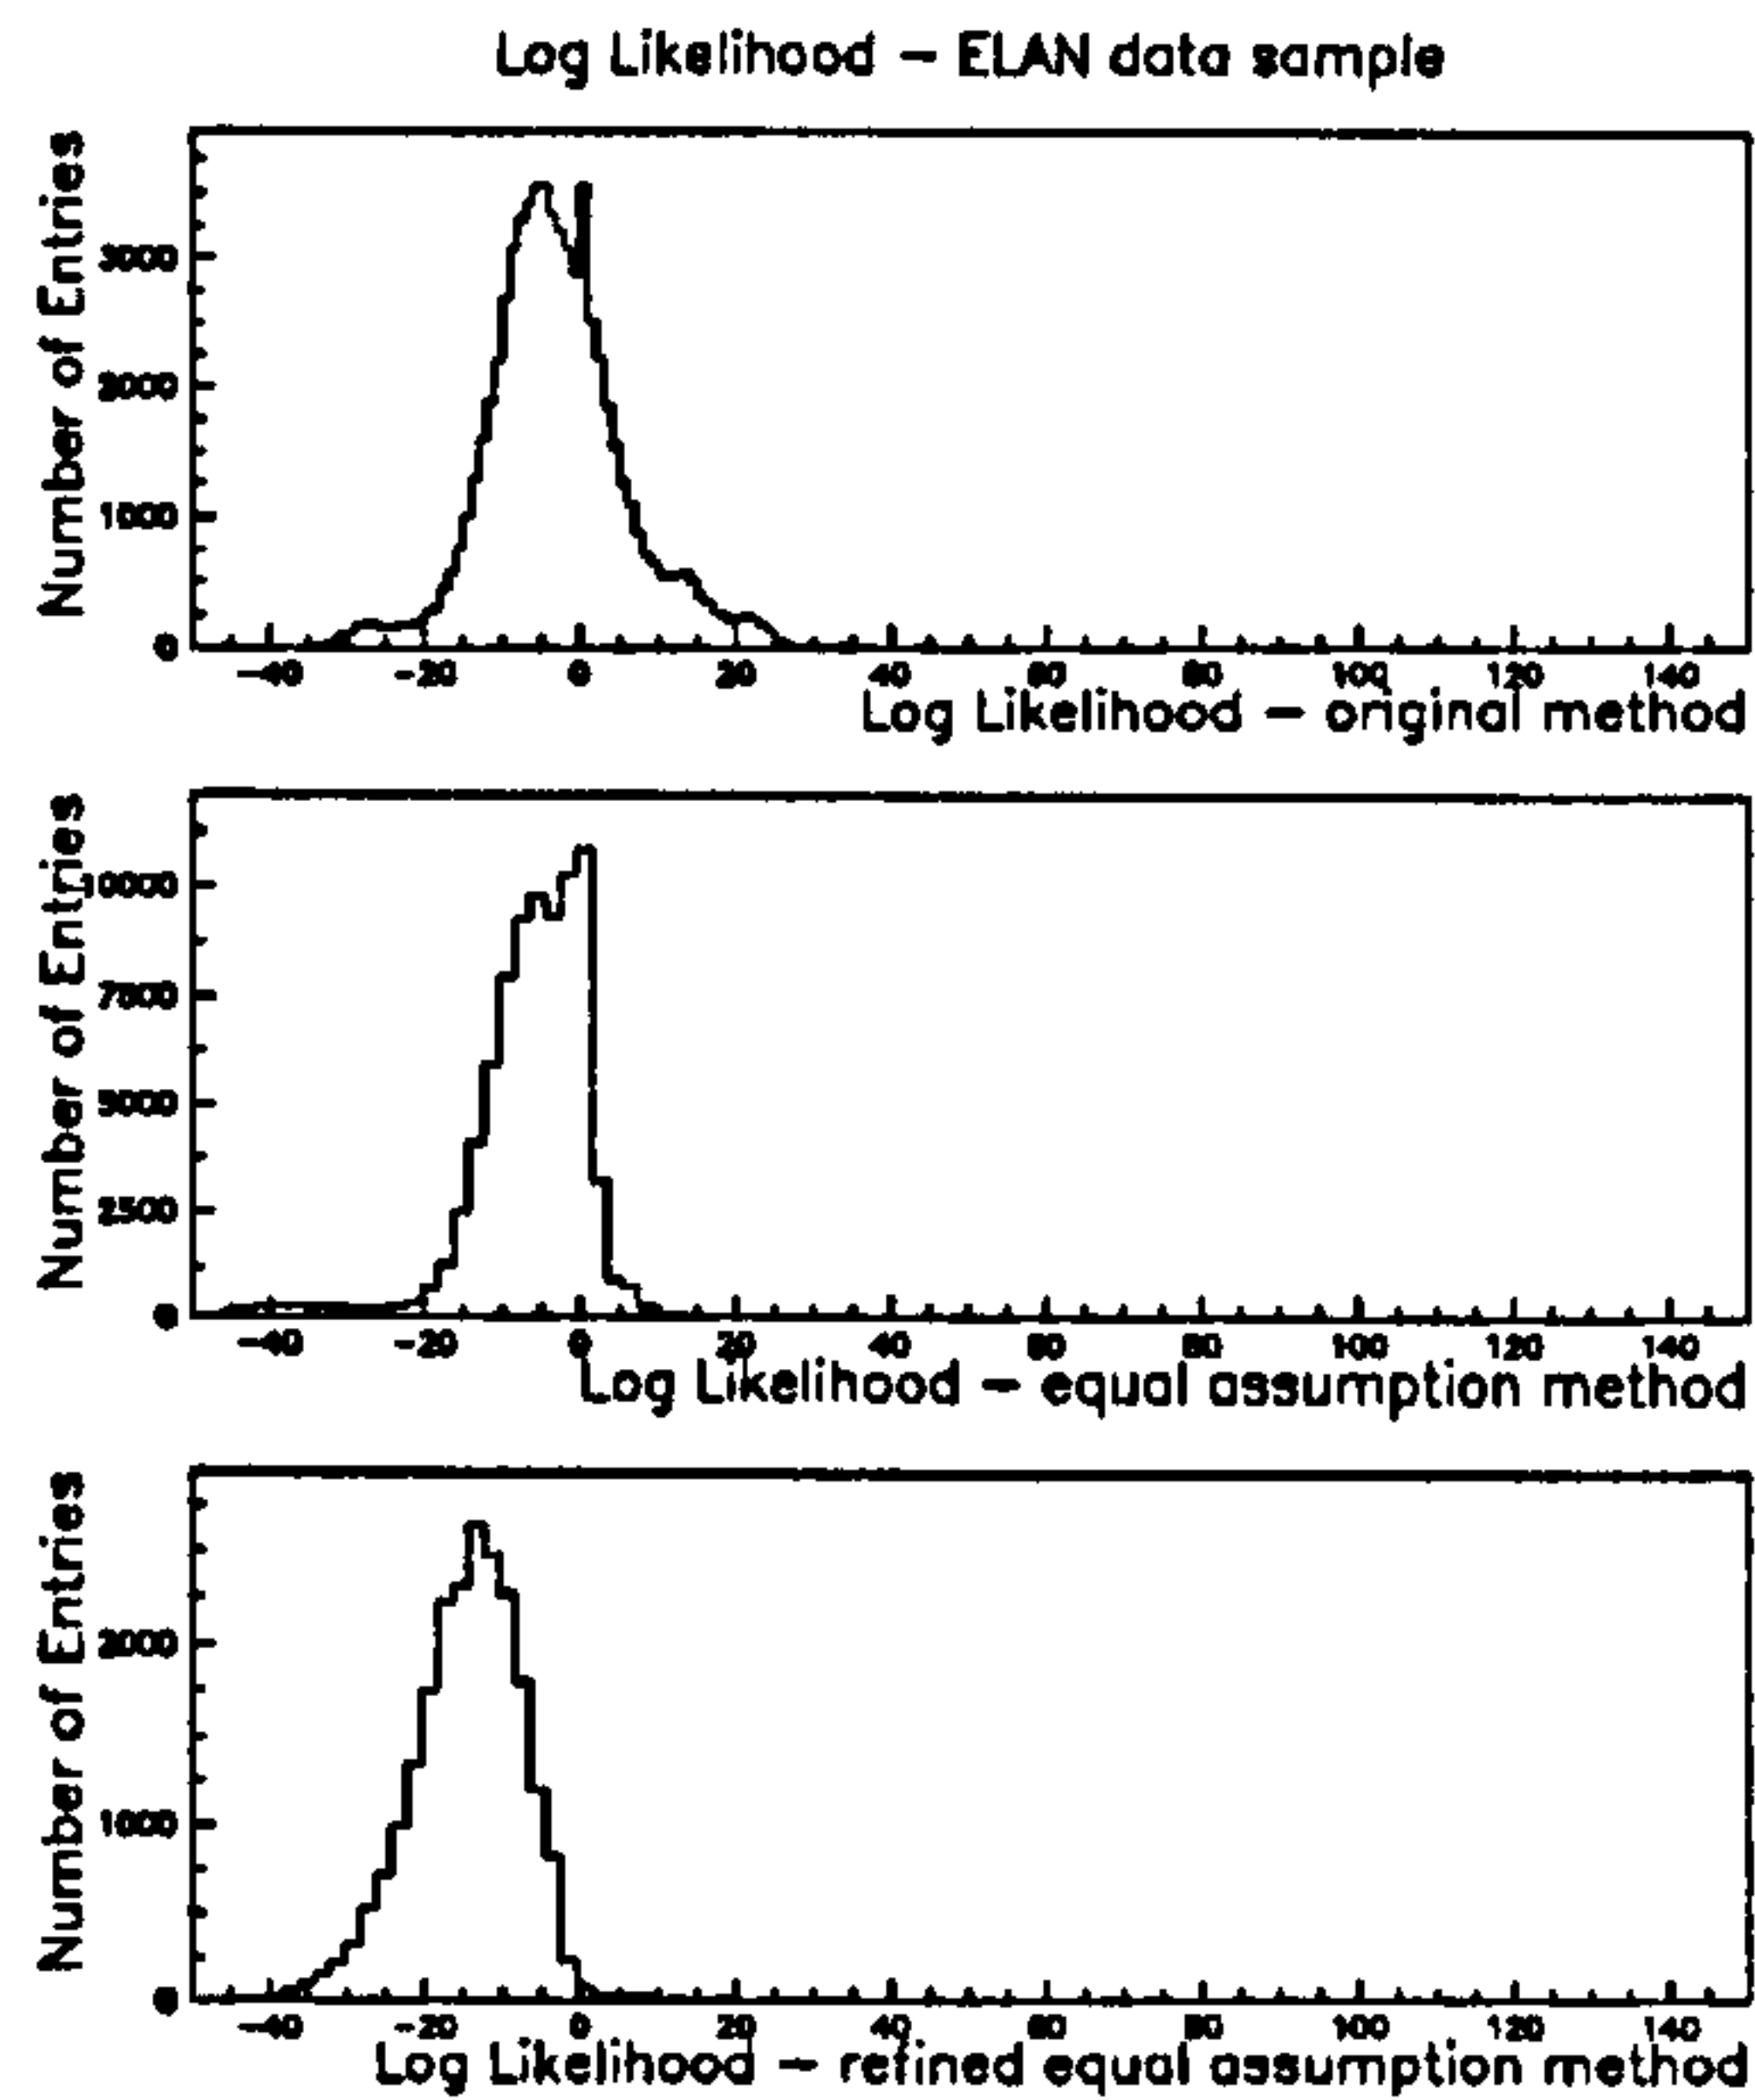 Log Likelihood - ELAN data sample
Number of Entries
3000
2000
1000
0
-40 -20 0 20 40 60 80 100 120 140
Log Likelihood - original method
Number of Entries
10000
7500
5000
2500
0
-40 -20 0 20 40 60 80 100 120 140
Log Likelihood - equal assumption method
Number of Entries
2000
1000
0
-40 -20 0 20 40 60 80 100 120 140
Log Likelihood - refined equal assumption method